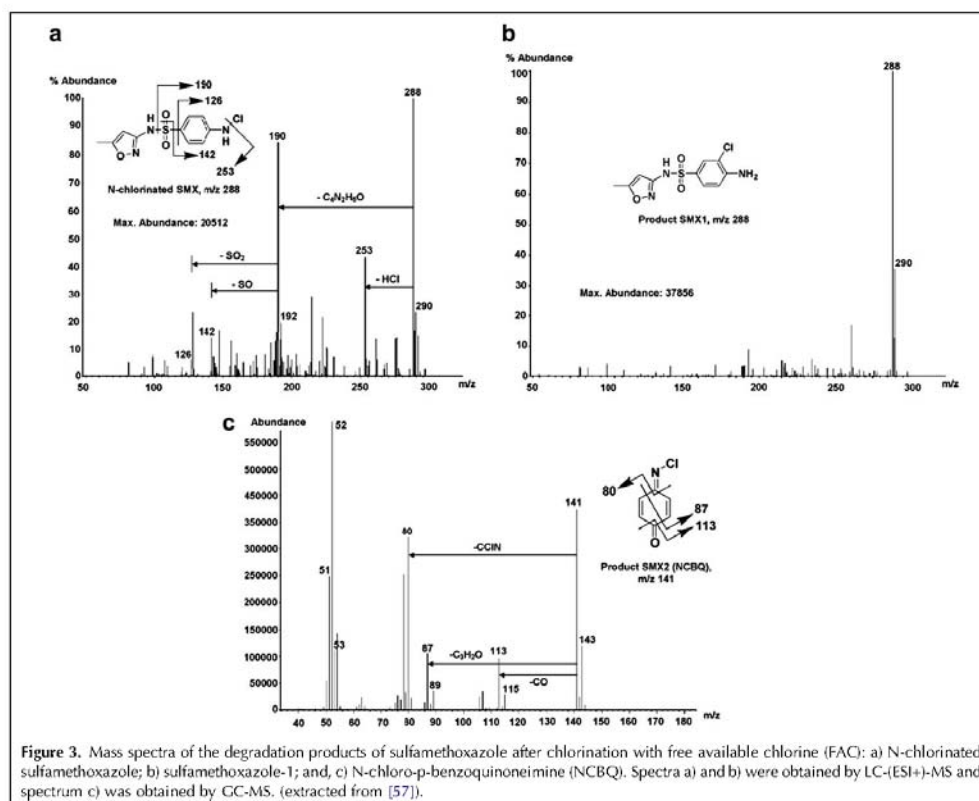 a
% Abundance
100
90
80
70
60
50
40
30
20
10
0
50
100
150
200
250
300
m/z
190
126
H
N
S
O
O
Cl
N
H
O
N
142
253
N-chlorinated SMX, m/z 288
Max. Abundance: 20512
288
190
- C₄N₂H₆O
253
- SO₂
- SO
- HCl
290
192
142
126
b
% Abundance
100
90
80
70
60
50
40
30
20
10
0
50
100
150
200
250
300
m/z
288
Cl
O
H
N
S
O
NH₂
O
N
Product SMX1, m/z 288
290
Max. Abundance: 37856
c
Abundance
550000
500000
450000
400000
350000
300000
250000
200000
150000
100000
50000
0
40
50
60
70
80
90
100
110
120
130
140
150
160
170
180
m/z
52
141
80
51
-CClN
53
143
87
-C₃H₂O
113
89
-CO
115
Cl
N
80
87
113
O
Product SMX2 (NCBQ),
m/z 141
Figure 3. Mass spectra of the degradation products of sulfamethoxazole after chlorination with free available chlorine (FAC): a) N-chlorinated
sulfamethoxazole; b) sulfamethoxazole-1; and, c) N-chloro-p-benzoquinoneimine (NCBQ). Spectra a) and b) were obtained by LC-(ESI+)-MS and
spectrum c) was obtained by GC-MS. (extracted from [57]).